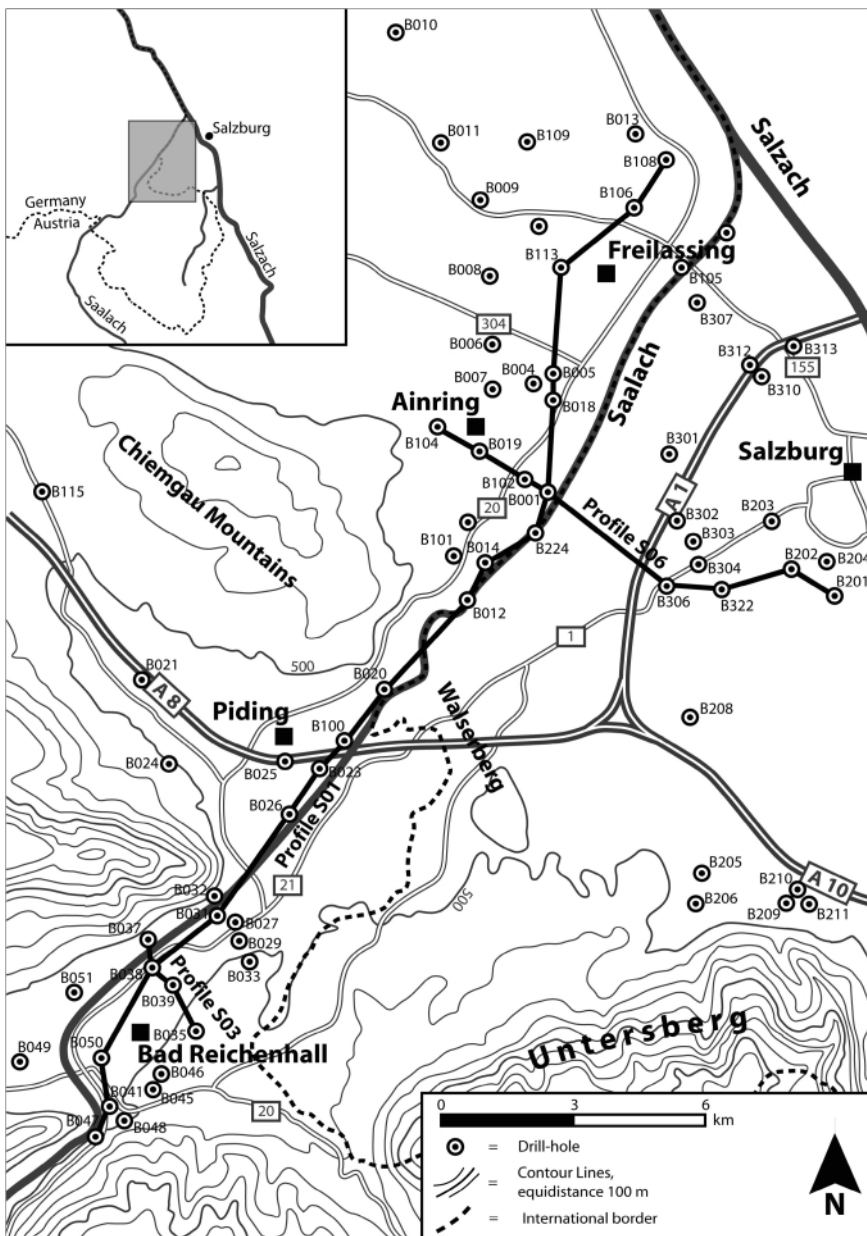 B010
Salzburg
Germany
Austria
Salzach
Saalach
B011
B109
B013
B108
Salzach
B009
B106
B113
Freilassing
B105
B008
B307
304
B006
B312
B313
155
B310
B004
B005
B007
B018
Ainring
Saalach
B104
B019
B301
Salzburg
Chiemgau Mountains
B102
B001
B115
20
A 1
B302
B203
Profile S06
B303
B101
B014
B224
B304
B202
B204
B306
B322
B201
B012
1
500
B021
B020
A 8
Piding
Walserberg
B208
B100
B024
B025
B023
B026
Profile S01
B205
21
500
B210
A 10
B032
B206
B209
B211
B031
B027
B037
B029
B033
B038
Profile S03
B051
B039
B035
Untersberg
B050
Bad Reichenhall
B049
B046
B041
B045
20
B047
B048
0 3 6
km
= Drill-hole
= Contour Lines,
equidistance 100 m
= International border
N